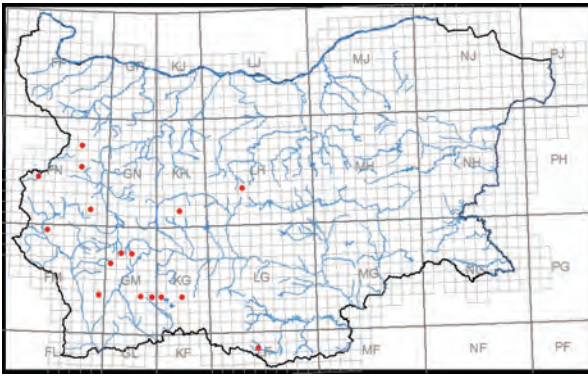 FP GP KJ LJ MJ NJ PJ
FN GN KH LH MH NH PH
FM GM KG LG MG NG PG
FL GL KF LF MF NF PF